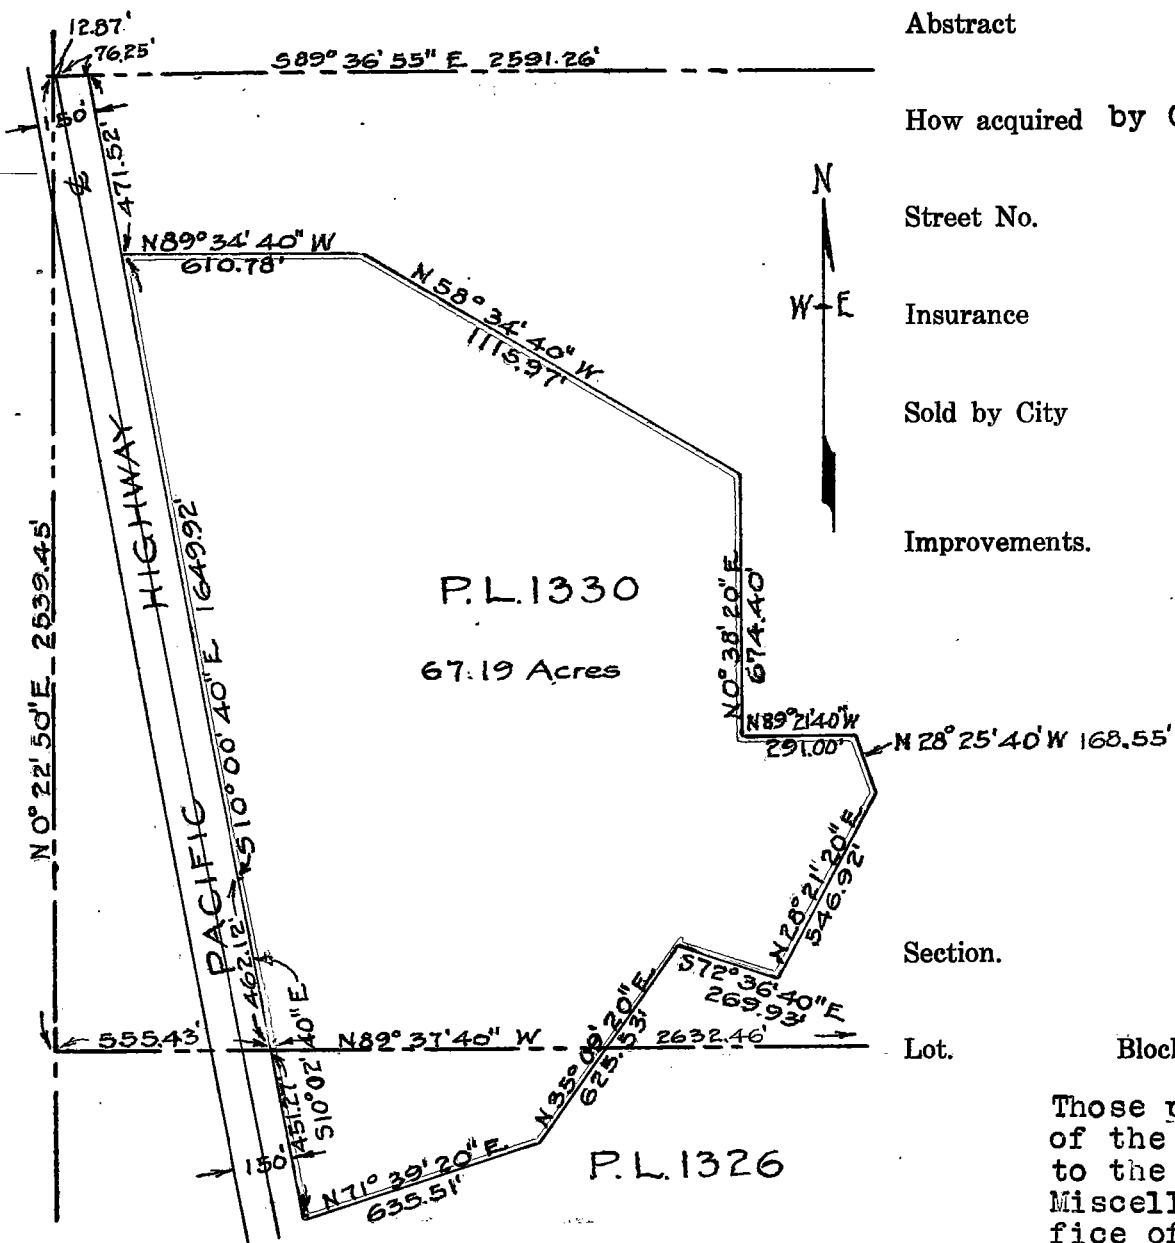 12.87'
76.25'
S89° 36' 55" E 2591.26'
50'
471.52'
℄
N89° 34' 40" W
610.78'
N 58° 34' 40" W
1115.97'
N
W E
HIGHWAY
PACIFIC
1649.92'
S10° 00' 40" E
N0° 22' 50" E 2539.45'
P.L. 1330
67.19 Acres
N0° 38' 20" E
674.40'
N89° 21' 40" W
291.00'
N 28° 25' 40" W 168.55'
N 28° 21' 20" E
546.92'
S72° 36' 40" E
269.93'
462.12'
555.43'
N89° 37' 40" W 2632.46'
N 35° 09' 20" E
625.53'
451.27'
S10° 02' 40" E
150'
N 71° 39' 20" E
635.51'
P.L. 1326
Abstract
How acquired by
Street No.
Insurance
Sold by City
Improvements.
Section.
Lot. Block
Those
of the
to the
Miscell
fice of